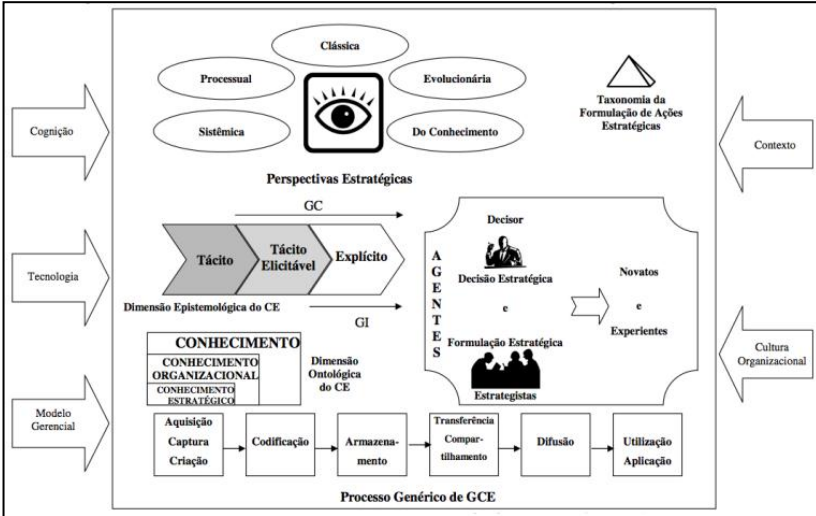 Clássica
Processual
Evolucionária
Sistêmica
Do Conhecimento
Perspectivas Estratégicas
Taxonomia da
Formulação de Ações
Estratégicas
Cognição
Tecnologia
Modelo
Gerencial
Contexto
Cultura
Organizacional
GC
Tácito
Tácito
Elicitável
Explícito
Dimensão Epistemológica do CE
GI
CONHECIMENTO
CONHECIMENTO
ORGANIZACIONAL
CONHECIMENTO
ESTRATÉGICO
Dimensão
Ontológica
do CE
AGENTES
Decisor
Decisão Estratégica
e
Formulação Estratégica
Estrategistas
Novatos
e
Experientes
Aquisição
Captura
Criação
Codificação
Armazena-
mento
Transferência
Compar-
tilhamento
Difusão
Utilização
Aplicação
Processo Genérico de GCE